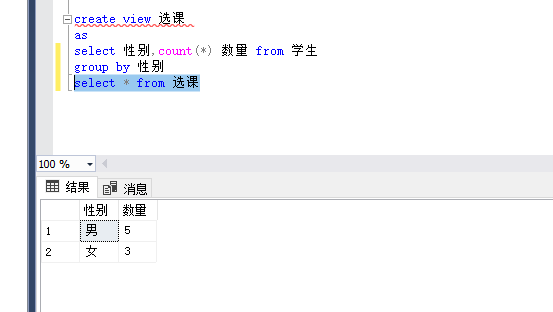 create view 选课
as
select 性别,count(*) 数量 from 学生
group by 性别
select * from 选课
100 %
结果 消息
性别 数量
1 男 5
2 女 3